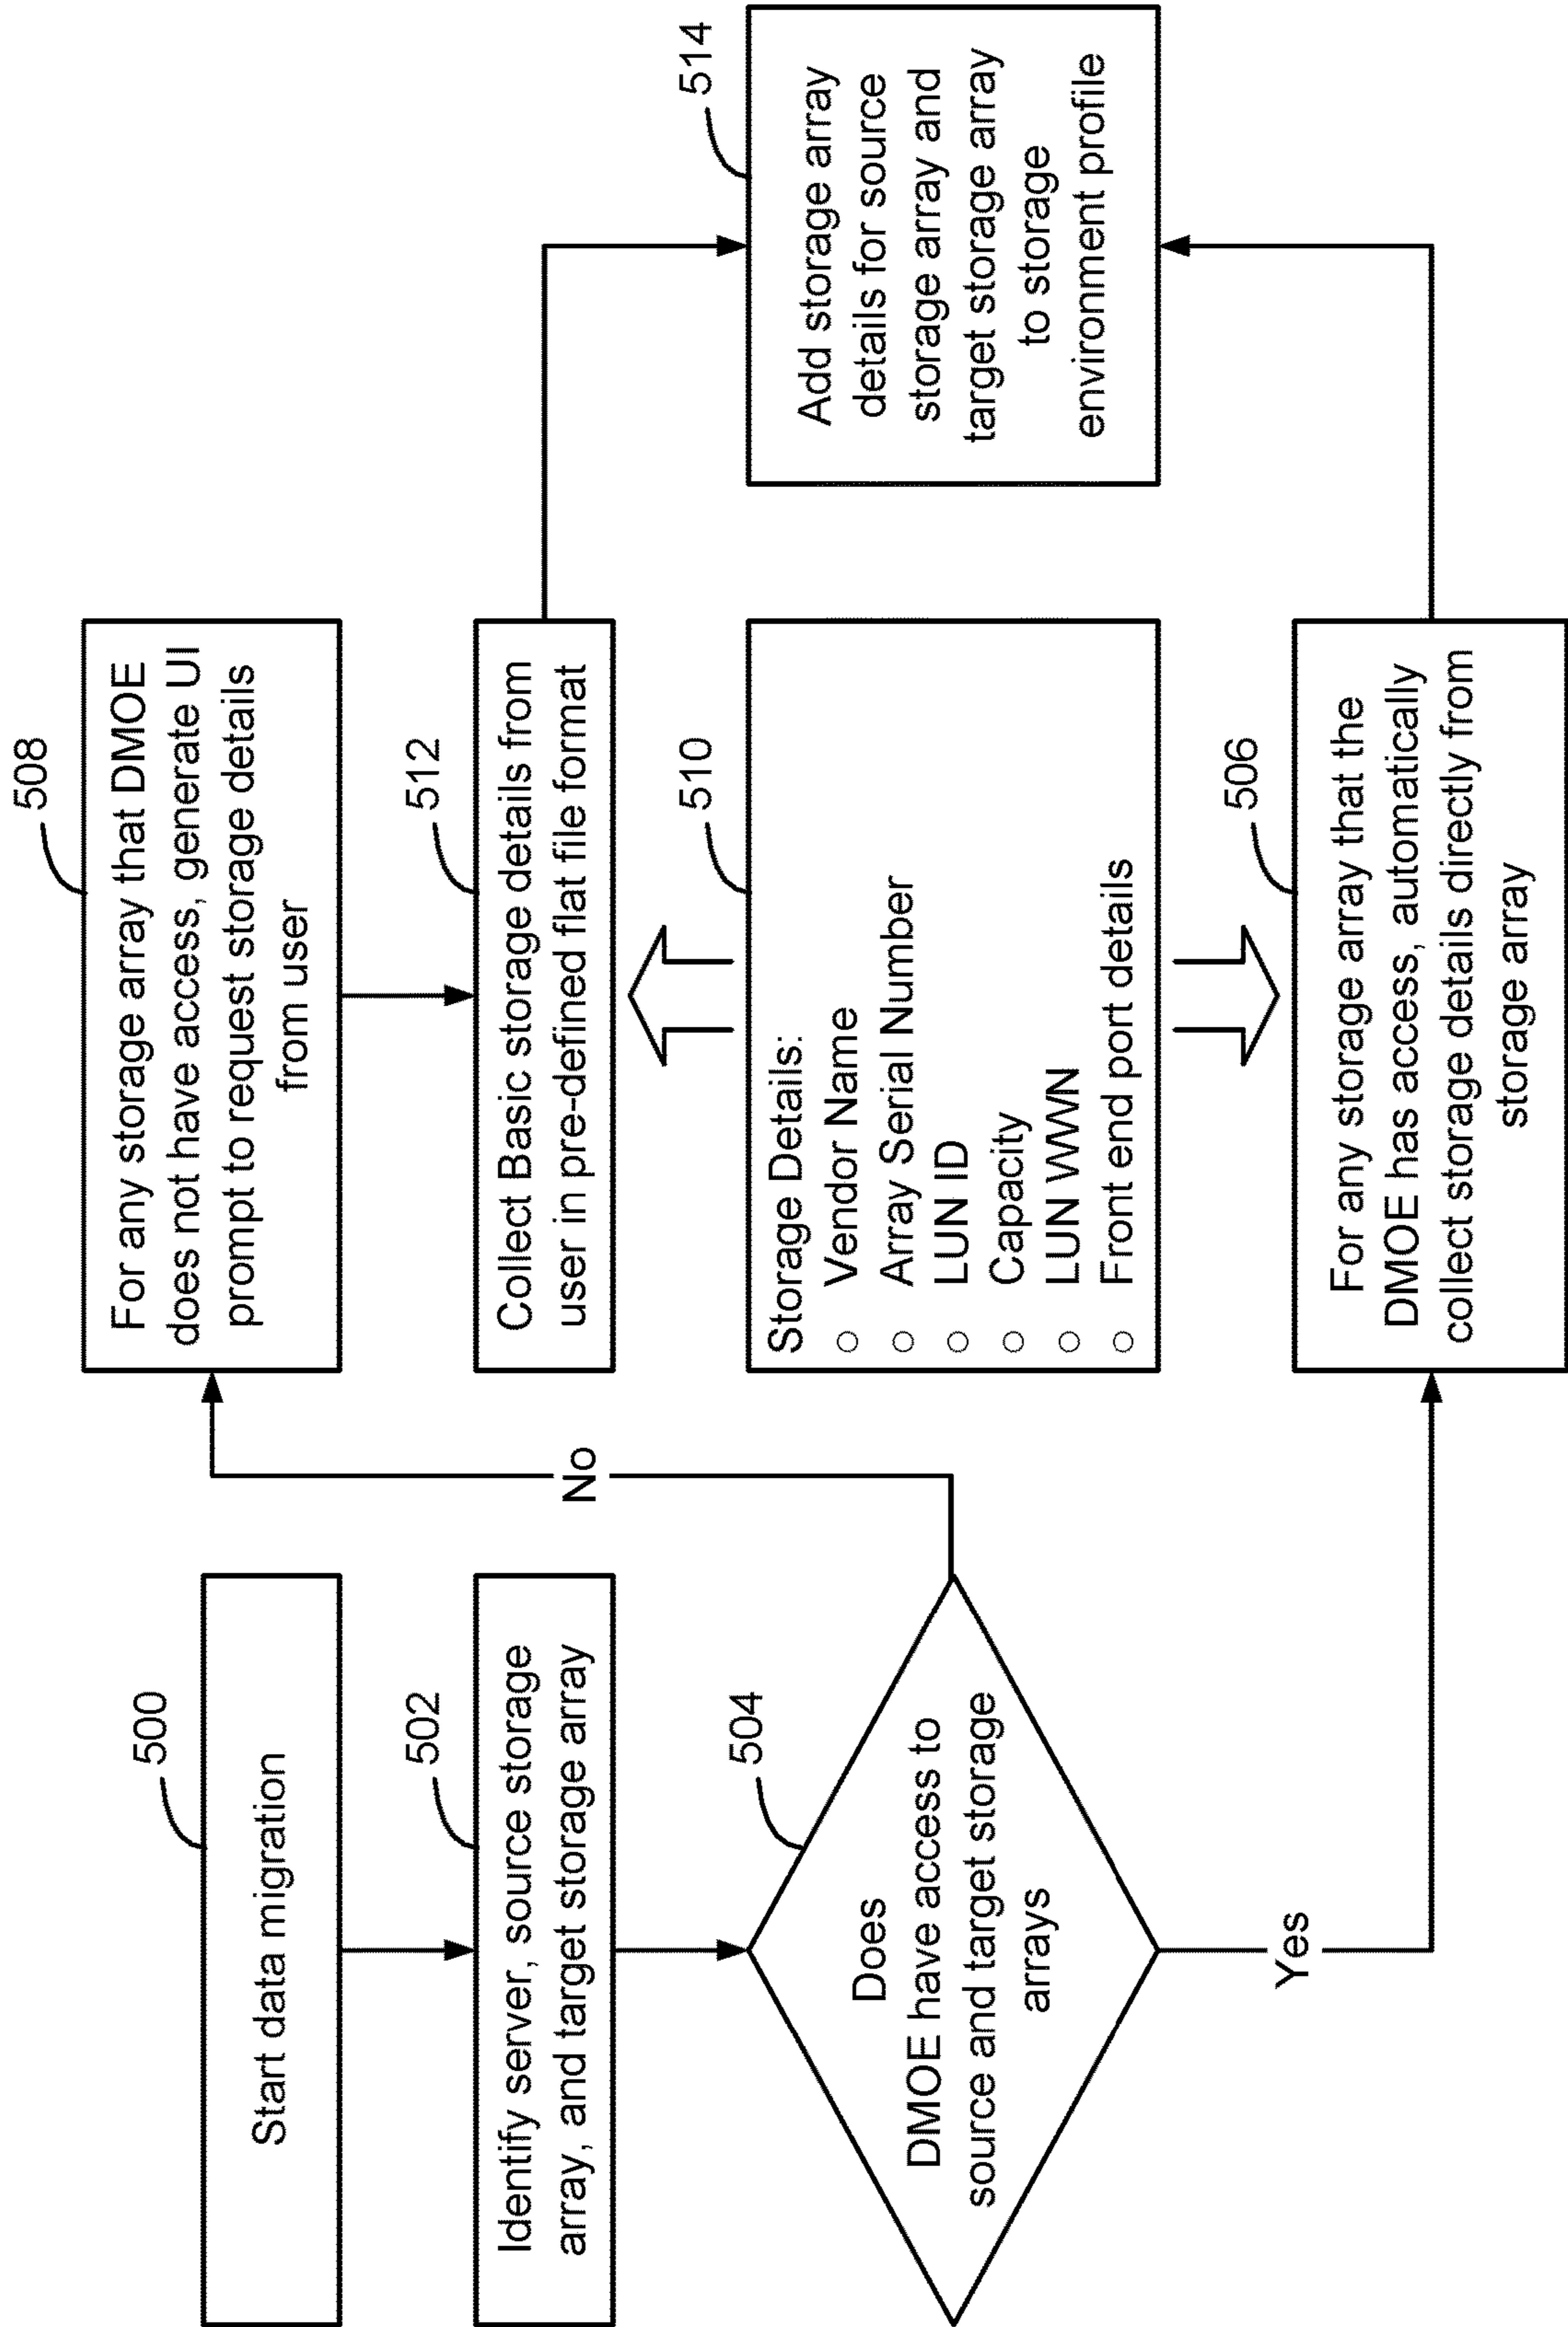 500
Start data migration
502
Identify server, source storage
array, and target storage array
504
Does
DMOE have access to
source and target storage
arrays
No
Yes
508
For any storage array that DMOE
does not have access, generate UI
prompt to request storage details
from user
512
Collect Basic storage details from
user in pre-defined flat file format
510
Storage Details:
○ Vendor Name
○ Array Serial Number
○ LUN ID
○ Capacity
○ LUN WWN
○ Front end port details
506
For any storage array that the
DMOE has access, automatically
collect storage details directly from
storage array
514
Add storage array
details for source
storage array and
target storage array
to storage
environment profile